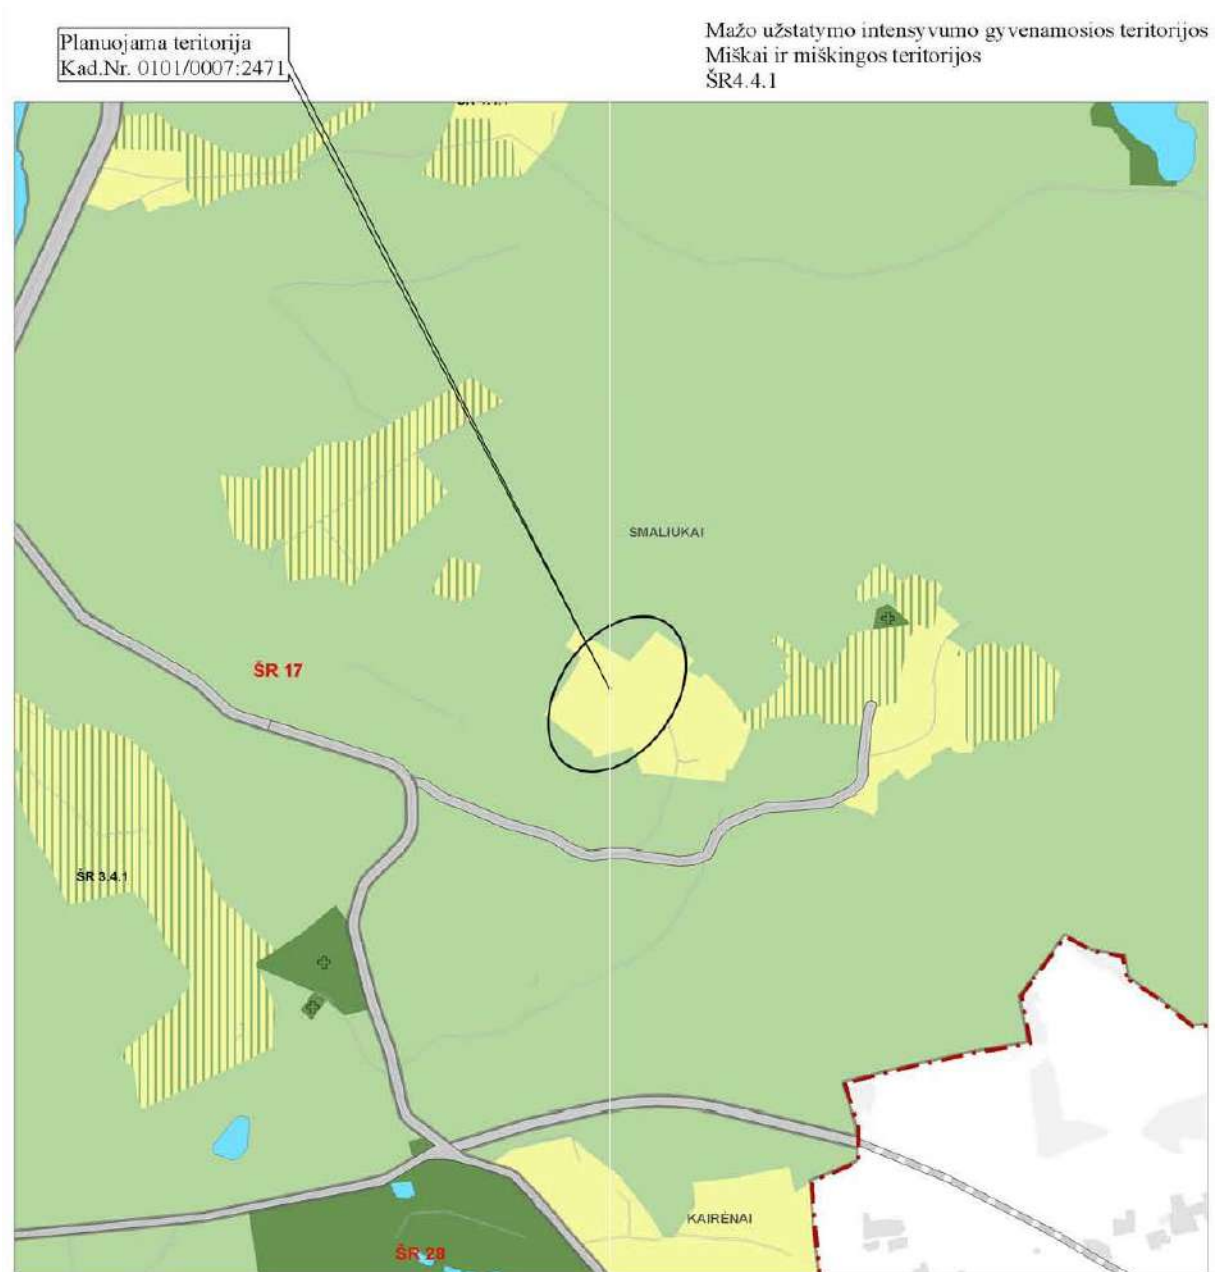 Planuojama teritorija
Kad.Nr. 0101/0007:2471
Mažo užstatymo intensyvumo gyvenamosios teritorijos
Miškai ir miškingos teritorijos
ŠR4.4.1
SMALIUKAI
ŠR 17
ŠR 3.4.1
KAIRĖNAI
ŠR 28